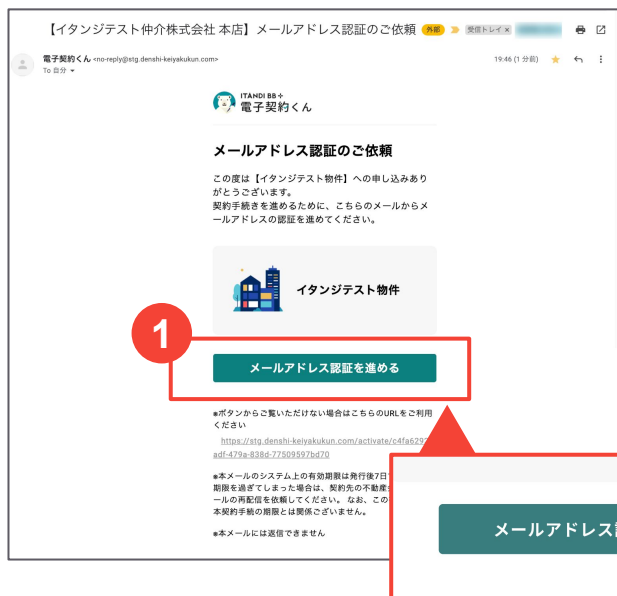 【イタンジテスト仲介株式会社 本店】メールアドレス認証のご依頼 外部 受信トレイ ×
電子契約くん <no-reply@stg.denshi-keiyakukun.com> 19:46 (1 分前)
To 自分
ITANDI BB +
電子契約くん
メールアドレス認証のご依頼
この度は【イタンジテスト物件】への申し込みあり
がとうございます。
契約手続きを進めるために、こちらのメールからメ
ールアドレスの認証を進めてください。
イタンジテスト物件
1
メールアドレス認証を進める
※ボタンからご覧いただけない場合はこちらのURLをご利用
ください
https://stg.denshi-keiyakukun.com/activate/c4fa629
adf-479a-838d-77509597bd70
※本メールのシステム上の有効期限は発行後7日
期限を過ぎてしまった場合は、契約先の不動産
ールの再配信を依頼してください。 なお、この
本契約手続の期限とは関係ございません。
※本メールには返信できません
メールアドレス